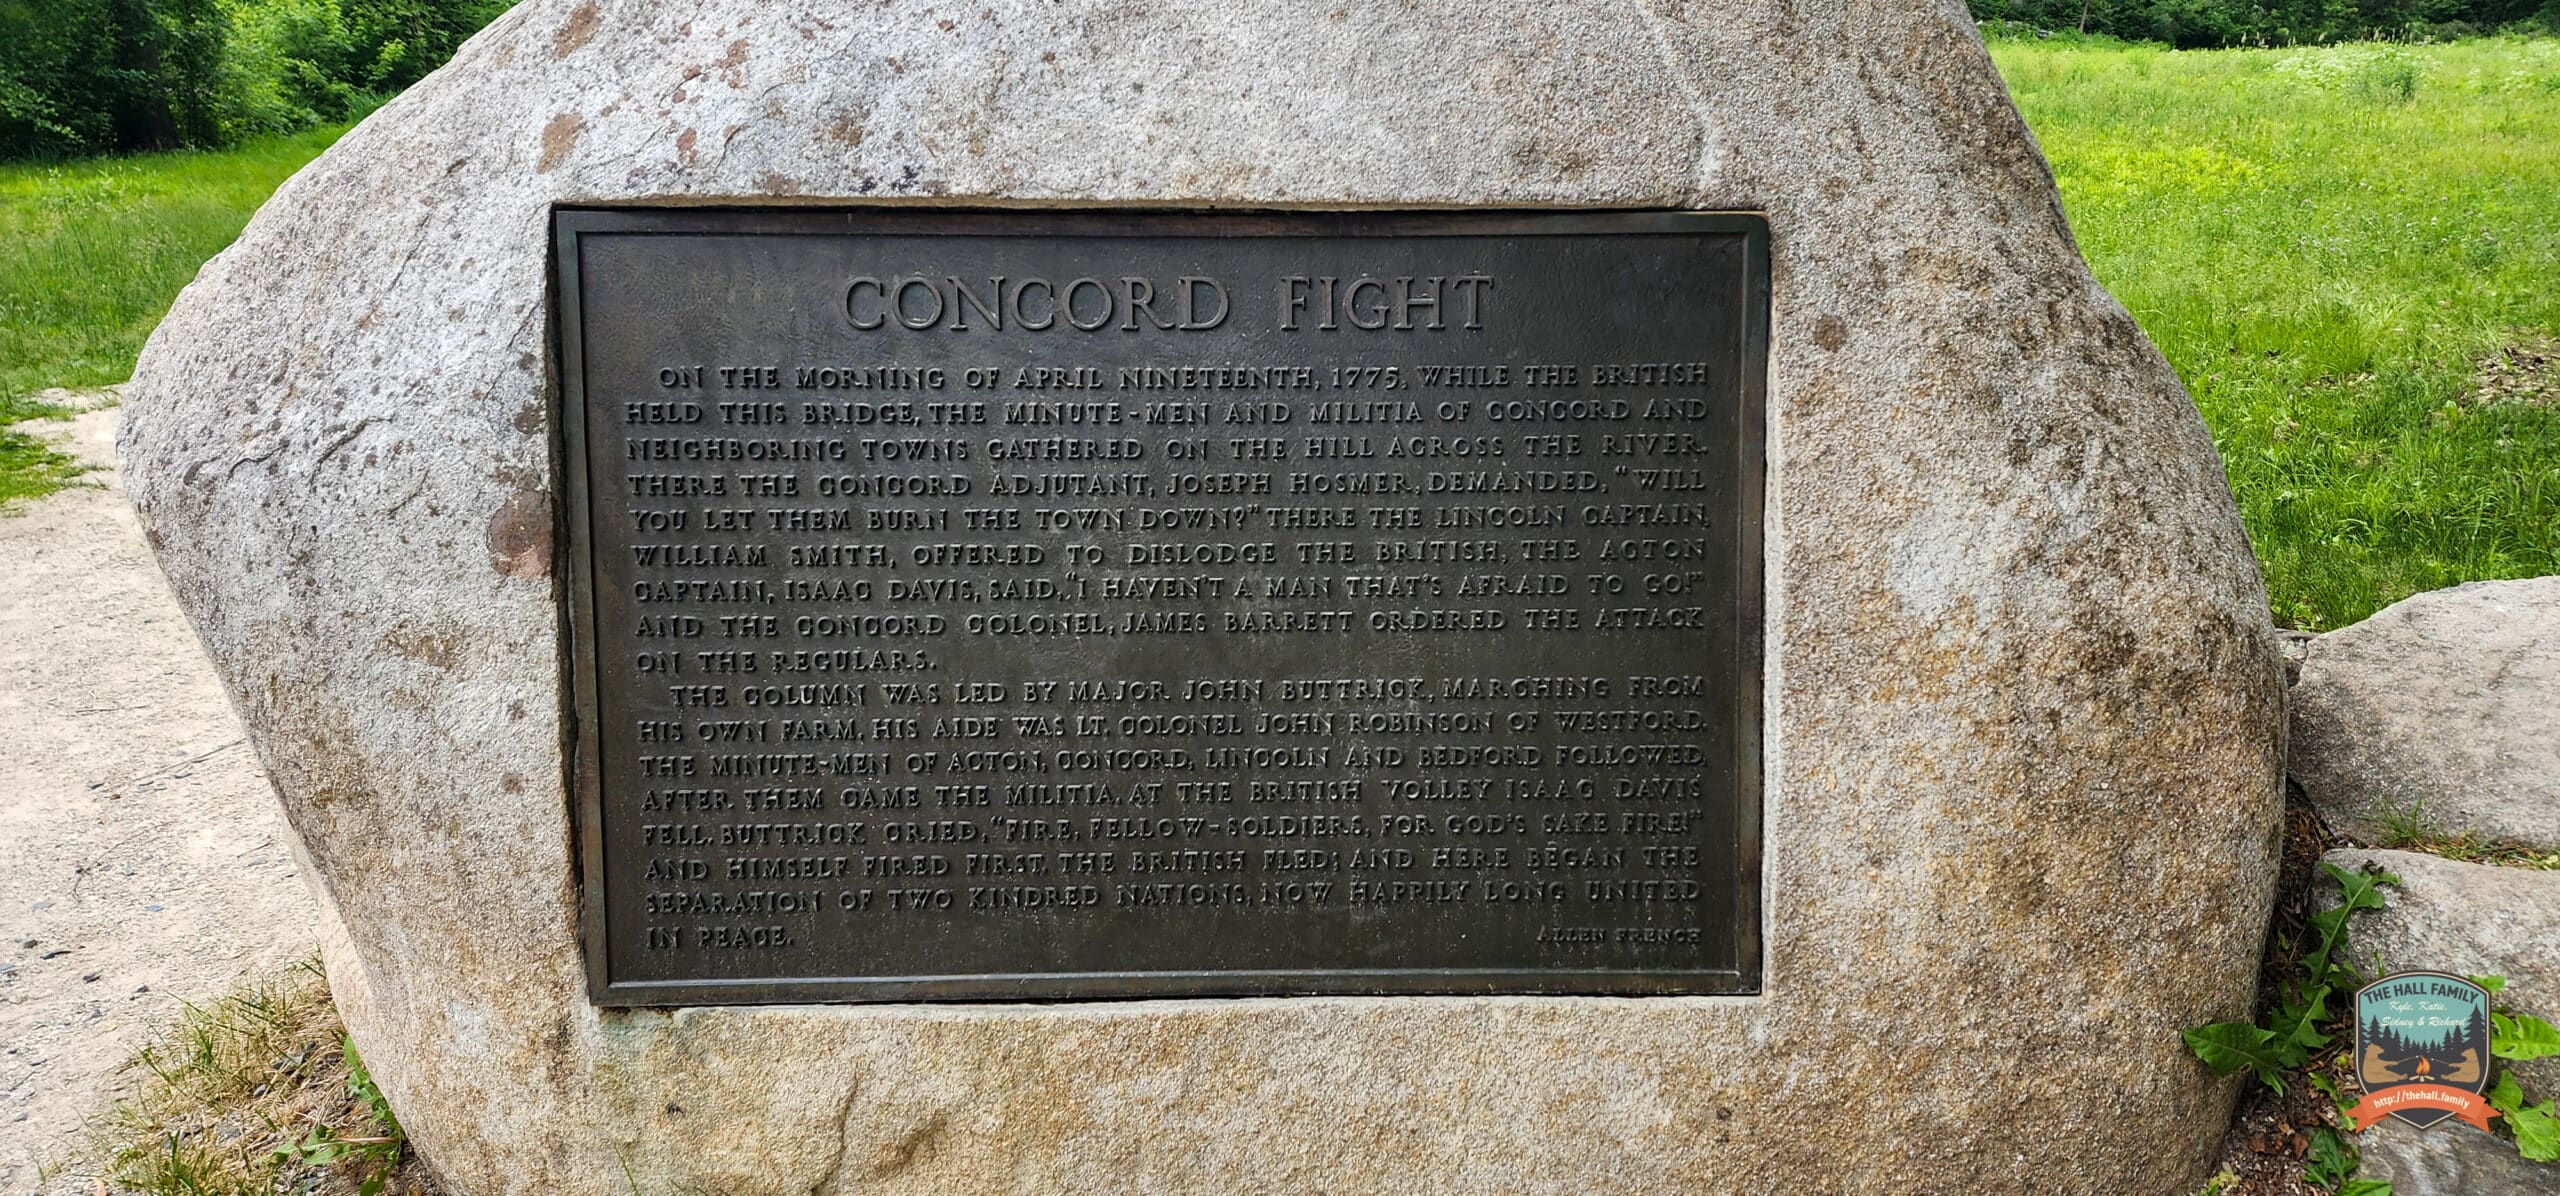 CONCORD FIGHT
ON THE MORNING OF APRIL NINETEENTH, 1775, WHILE THE BRITISH
HELD THIS BRIDGE, THE MINUTE-MEN AND MILITIA OF CONCORD AND
NEIGHBORING TOWNS GATHERED ON THE HILL ACROSS THE RIVER.
THERE THE CONCORD ADJUTANT, JOSEPH HOSMER, DEMANDED, "WILL
YOU LET THEM BURN THE TOWN DOWN?" THERE THE LINCOLN CAPTAIN,
WILLIAM SMITH, OFFERED TO DISLODGE THE BRITISH, THE ACTON
CAPTAIN, ISAAC DAVIS, SAID, "I HAVEN'T A MAN THAT'S AFRAID TO GO!"
AND THE CONCORD COLONEL, JAMES BARRETT ORDERED THE ATTACK
ON THE REGULARS.
THE COLUMN WAS LED BY MAJOR JOHN BUTTRICK, MARCHING FROM
HIS OWN FARM. HIS AIDE WAS LT. COLONEL JOHN ROBINSON OF WESTFORD.
THE MINUTE-MEN OF ACTON, CONCORD, LINCOLN AND BEDFORD FOLLOWED.
AFTER THEM CAME THE MILITIA. AT THE BRITISH VOLLEY ISAAC DAVIS
FELL. BUTTRICK CRIED, "FIRE, FELLOW-SOLDIERS, FOR GOD'S SAKE FIRE!"
AND HIMSELF FIRED FIRST. THE BRITISH FLED; AND HERE BEGAN THE
SEPARATION OF TWO KINDRED NATIONS, NOW HAPPILY LONG UNITED
IN PEACE.
ALLEN FRENCH
THE HALL FAMILY
Kyle, Katie,
Sidney & Richard
http://thehall.family